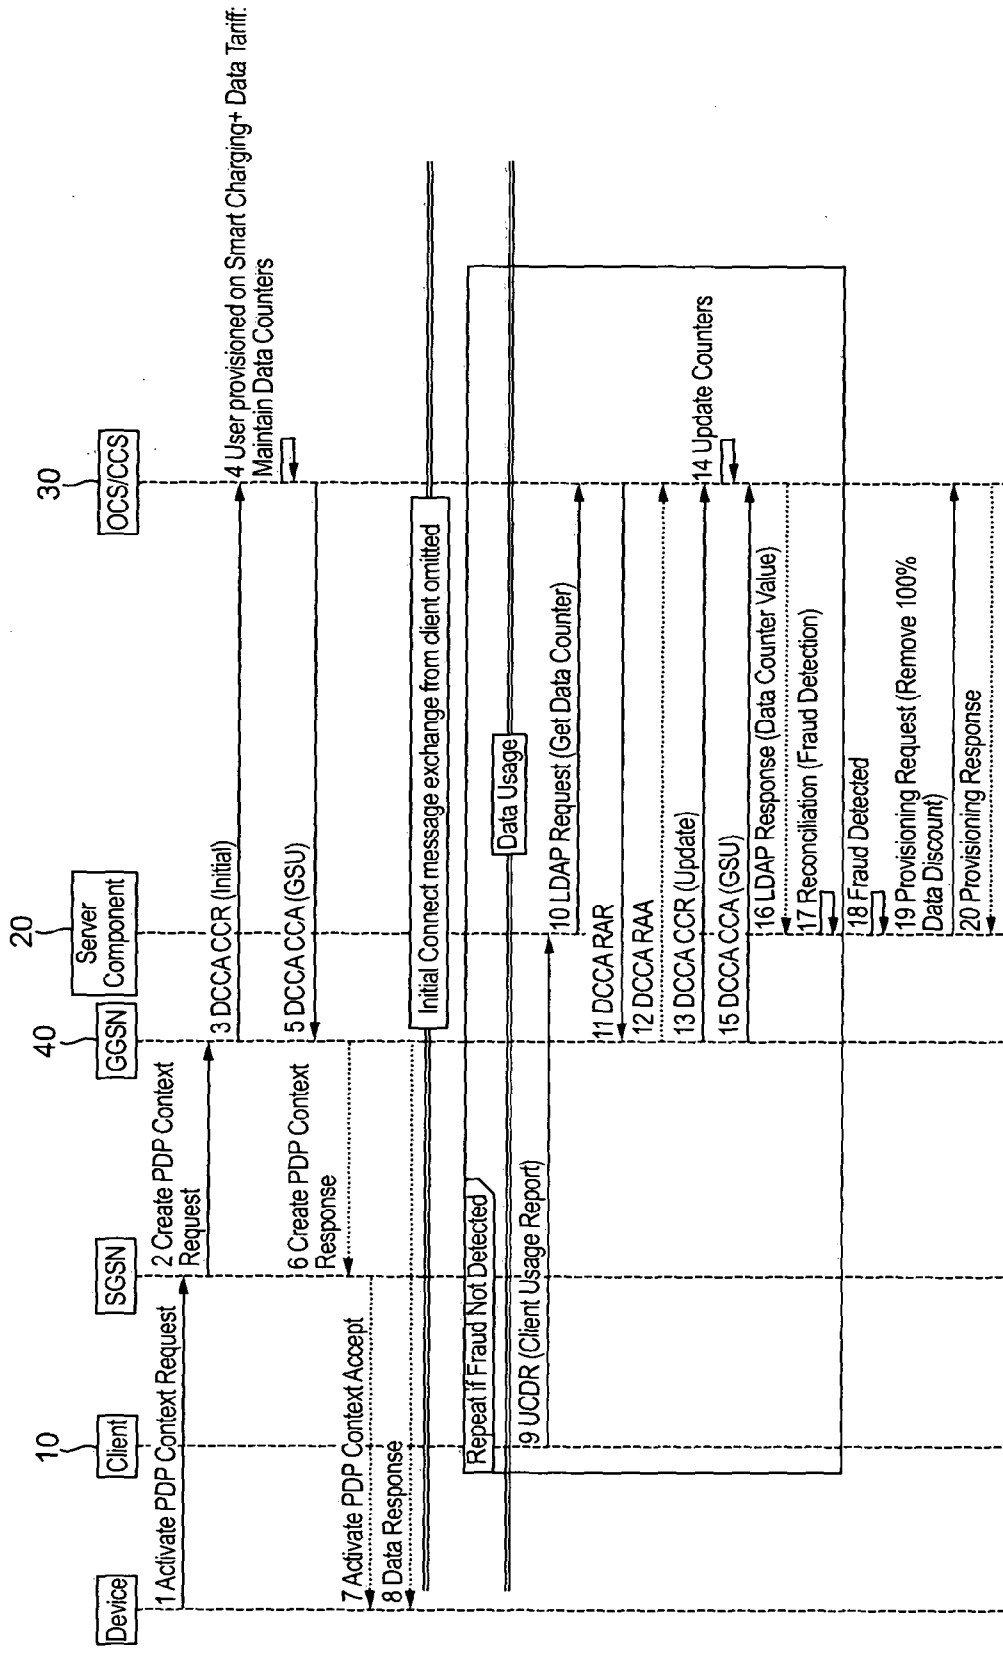 Device
10
Client
SGSN
40
GGSN
20
Server
Component
30
OCS/CCS
1 Activate PDP Context Request
2 Create PDP Context
Request
3 DCCA CCR (Initial)
4 User provisioned on Smart Charging+ Data Tariff:
Maintain Data Counters
5 DCCA CCA (GSU)
6 Create PDP Context
Response
7 Activate PDP Context Accept
8 Data Response
Initial Connect message exchange from client omitted
Repeat if Fraud Not Detected
Data Usage
9 UCDR (Client Usage Report)
10 LDAP Request (Get Data Counter)
11 DCCA RAR
12 DCCA RAA
13 DCCA CCR (Update)
14 Update Counters
15 DCCA CCA (GSU)
16 LDAP Response (Data Counter Value)
17 Reconciliation (Fraud Detection)
18 Fraud Detected
19 Provisioning Request (Remove 100%
Data Discount)
20 Provisioning Response